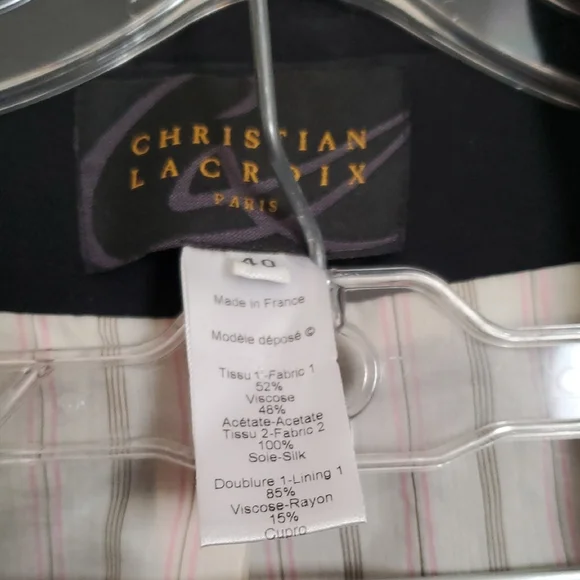 CHRISTIAN
LACROIX
PARIS
40
Made in France
Modèle déposé ©
Tissu 1-Fabric 1
52%
Viscose
48%
Acétate-Acetate
Tissu 2-Fabric 2
100%
Soie-Silk
Doublure 1-Lining 1
85%
Viscose-Rayon
15%
Cupro